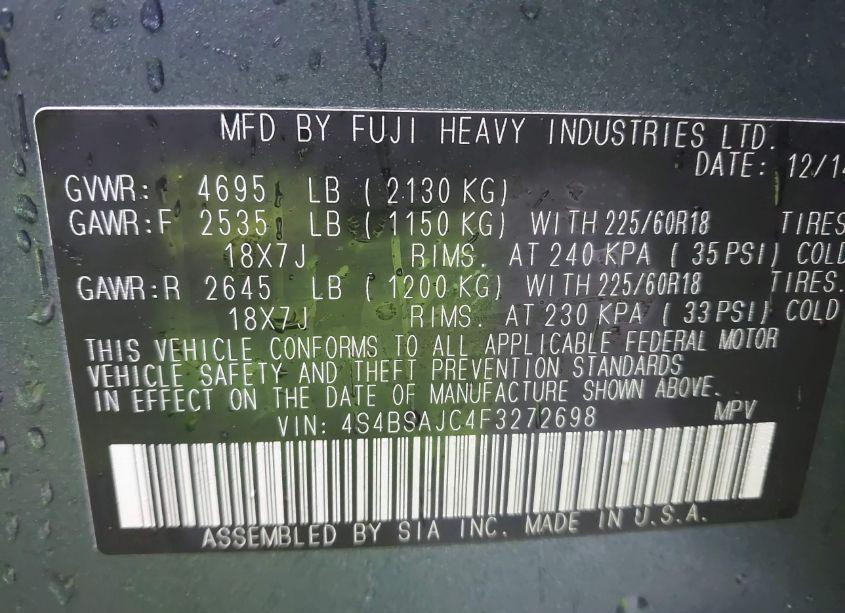 MFD BY FUJI HEAVY INDUSTRIES LTD.
DATE: 12/14
GVWR: 4695 LB ( 2130 KG)
GAWR:F 2535 LB ( 1150 KG) WITH 225/60R18 TIRES
18X7J RIMS. AT 240 KPA ( 35 PSI) COLD
GAWR:R 2645 LB ( 1200 KG) WITH 225/60R18 TIRES.
18X7J RIMS. AT 230 KPA ( 33 PSI) COLD
THIS VEHICLE CONFORMS TO ALL APPLICABLE FEDERAL MOTOR
VEHICLE SAFETY AND THEFT PREVENTION STANDARDS
IN EFFECT ON THE DATE OF MANUFACTURE SHOWN ABOVE.
VIN: 4S4BSAJC4F3272698 MPV
ASSEMBLED BY SIA INC. MADE IN U.S.A.